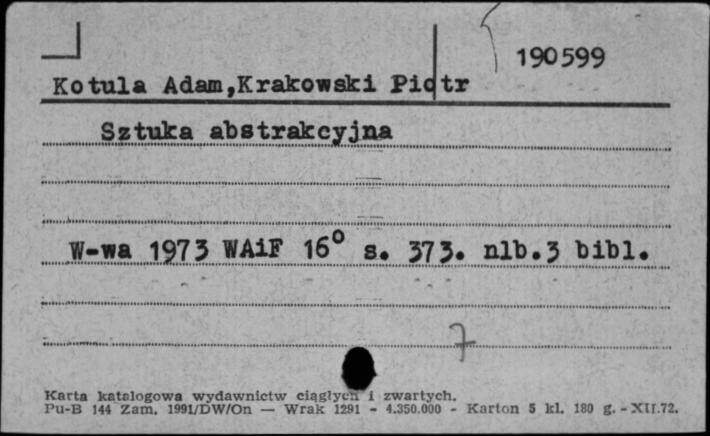 190599
Kotula Adam,Krakowski Piotr
Sztuka abstrakcyjna
W-wa 1973 WAiF 16° s. 373. nlb.3 bibl.
7
Karta katalogowa wydawnictw ciągłych i zwartych.
Pu-B 144 Zam. 1991/DW/On — Wrak 1291 - 4.350.000 - Karton 5 kl. 180 g. - XII.72.